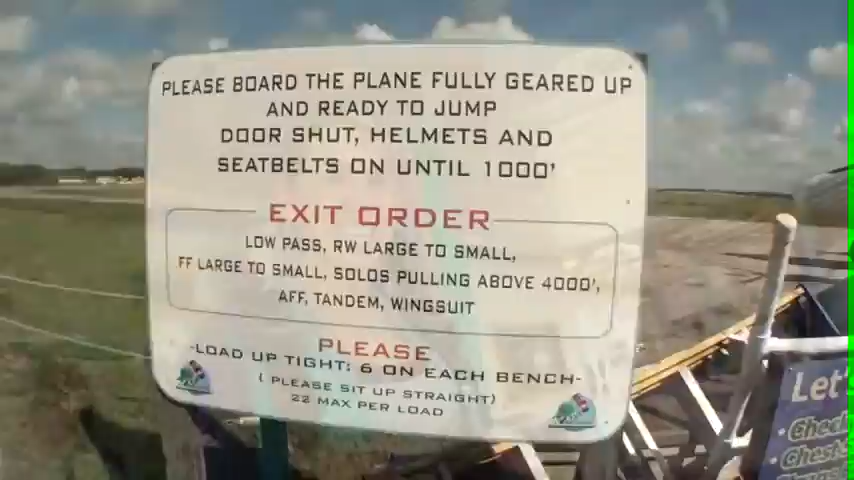 PLEASE BOARD THE PLANE FULLY GEARED UP
AND READY TO JUMP
DOOR SHUT, HELMETS AND
SEATBELTS ON UNTIL 1000'
EXIT ORDER
LOW PASS, RW LARGE TO SMALL,
FF LARGE TO SMALL, SOLOS PULLING ABOVE 4000',
AFF, TANDEM, WINGSUIT
PLEASE
-LOAD UP TIGHT: 6 ON EACH BENCH-
( PLEASE SIT UP STRAIGHT)
22 MAX PER LOAD
Let'